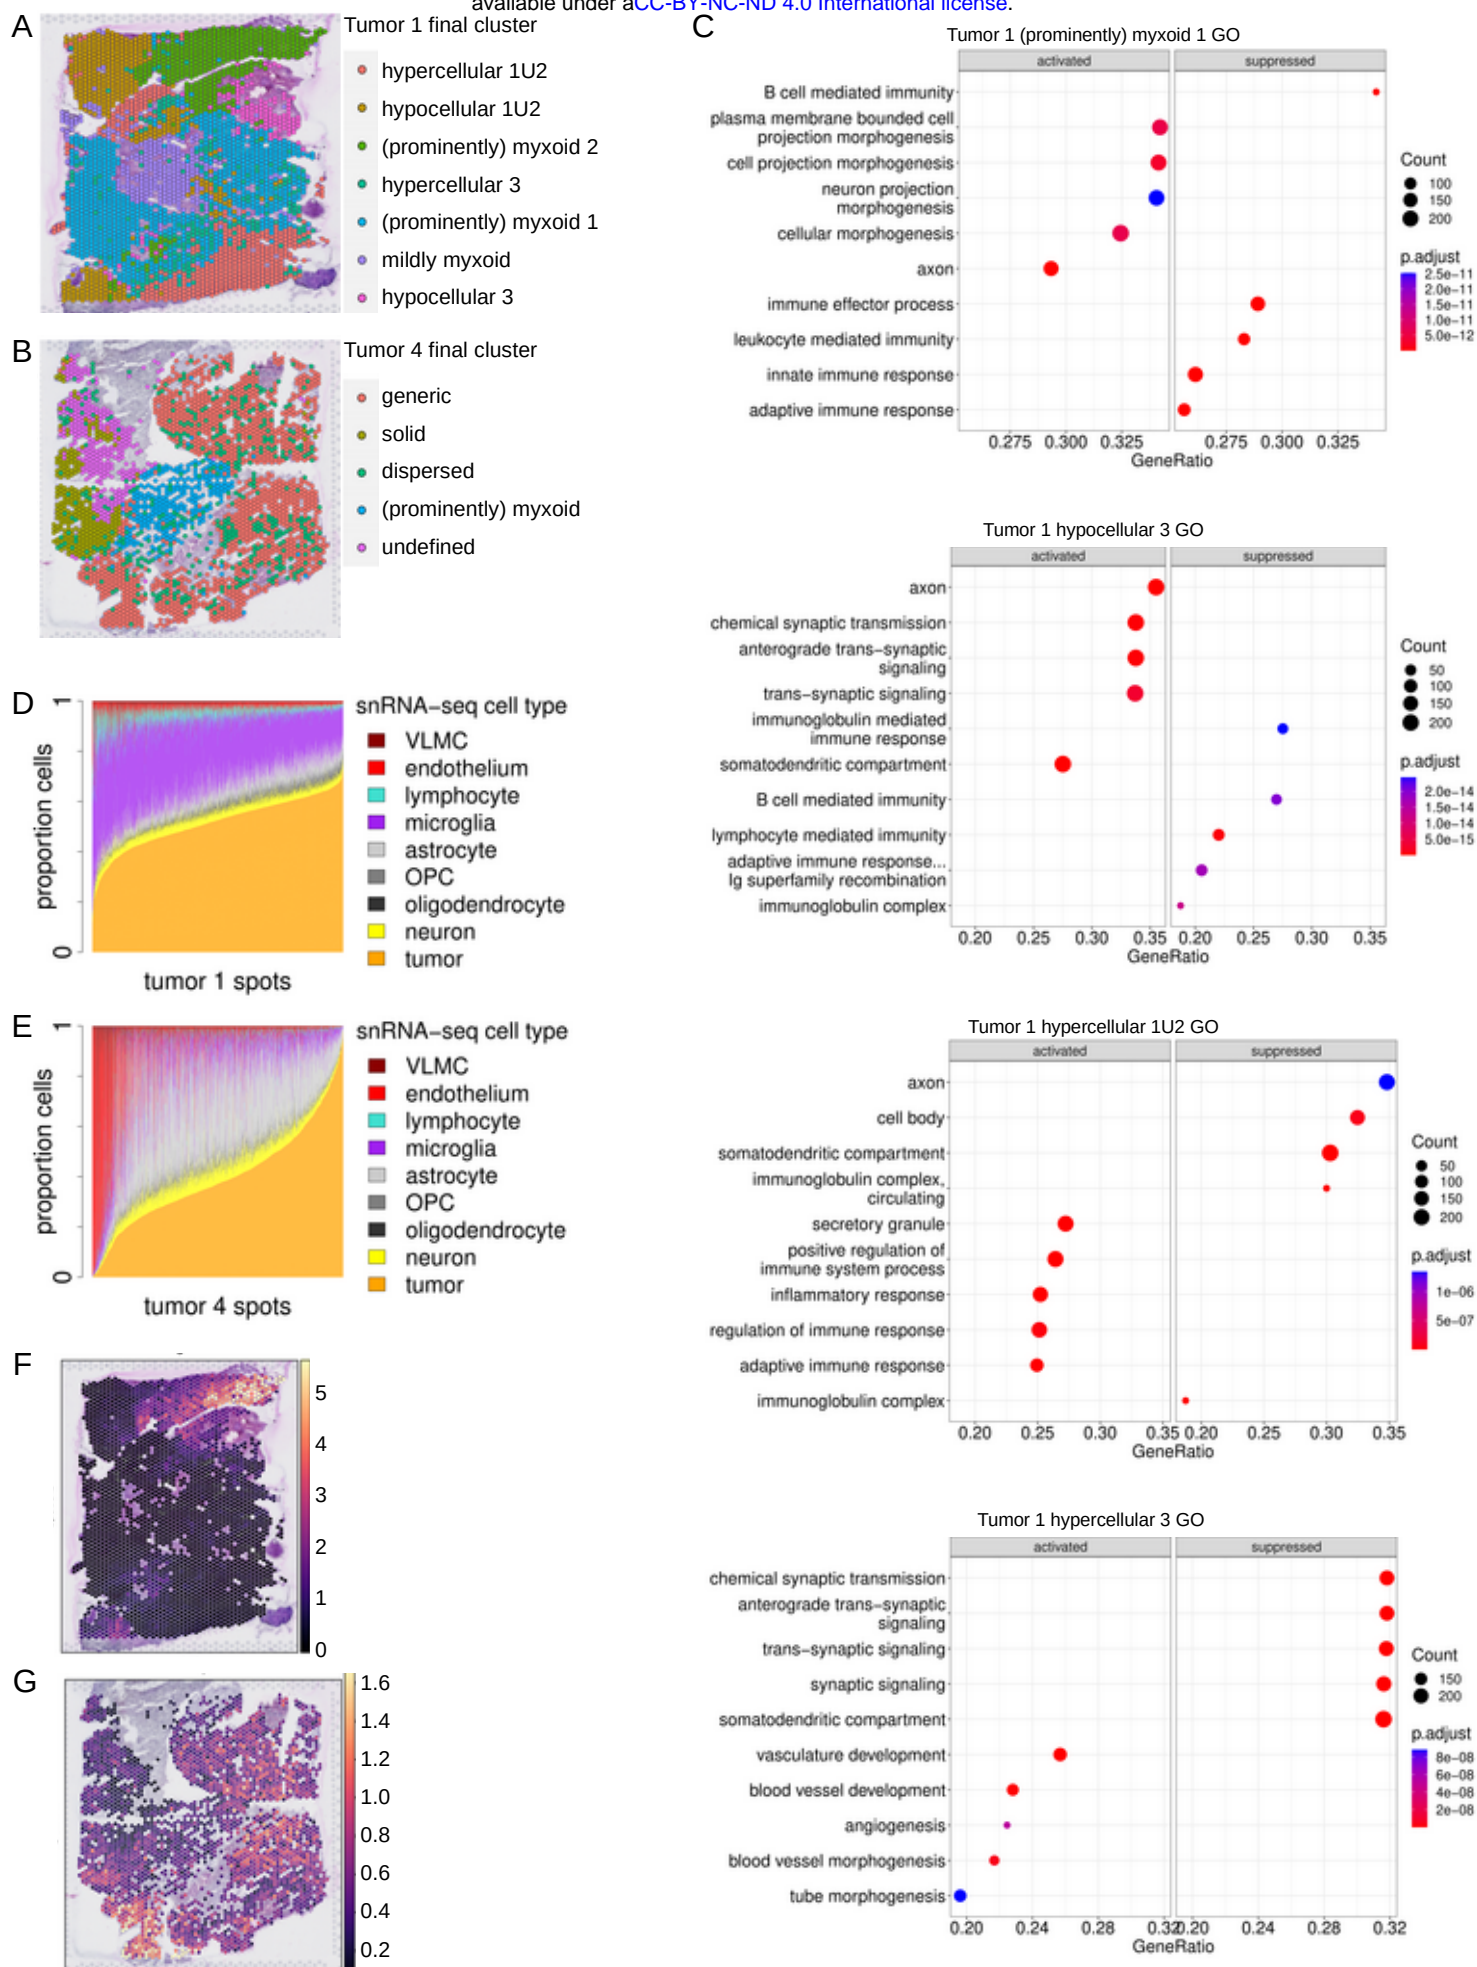 available under aCC-BY-NC-ND 4.0 International license.
A
Tumor 1 final cluster
hypercellular 1U2
hypocellular 1U2
(prominently) myxoid 2
hypercellular 3
(prominently) myxoid 1
mildly myxoid
hypocellular 3
B
Tumor 4 final cluster
generic
solid
dispersed
(prominently) myxoid
undefined
C
Tumor 1 (prominently) myxoid 1 GO
activated
suppressed
B cell mediated immunity
plasma membrane bounded cell
projection morphogenesis
cell projection morphogenesis
neuron projection
morphogenesis
cellular morphogenesis
axon
immune effector process
leukocyte mediated immunity
innate immune response
adaptive immune response
0.275 0.300 0.325
0.275 0.300 0.325
GeneRatio
Count
100
150
200
p.adjust
2.5e−11
2.0e−11
1.5e−11
1.0e−11
5.0e−12
Tumor 1 hypocellular 3 GO
activated
suppressed
axon
chemical synaptic transmission
anterograde trans−synaptic
signaling
trans−synaptic signaling
immunoglobulin mediated
immune response
somatodendritic compartment
B cell mediated immunity
lymphocyte mediated immunity
adaptive immune response...
Ig superfamily recombination
immunoglobulin complex
0.20 0.25 0.30 0.35
0.20 0.25 0.30 0.35
GeneRatio
Count
50
100
150
200
p.adjust
2.0e−14
1.5e−14
1.0e−14
5.0e−15
Tumor 1 hypercellular 1U2 GO
activated
suppressed
axon
cell body
somatodendritic compartment
immunoglobulin complex,
circulating
secretory granule
positive regulation of
immune system process
inflammatory response
regulation of immune response
adaptive immune response
immunoglobulin complex
0.20 0.25 0.30 0.35
0.20 0.25 0.30 0.35
GeneRatio
Count
50
100
150
200
p.adjust
1e−06
5e−07
Tumor 1 hypercellular 3 GO
activated
suppressed
chemical synaptic transmission
anterograde trans−synaptic
signaling
trans−synaptic signaling
synaptic signaling
somatodendritic compartment
vasculature development
blood vessel development
angiogenesis
blood vessel morphogenesis
tube morphogenesis
0.20 0.24 0.28 0.32
0.20 0.24 0.28 0.32
GeneRatio
Count
150
200
p.adjust
8e−08
6e−08
4e−08
2e−08
D
1
proportion cells
0
tumor 1 spots
snRNA−seq cell type
VLMC
endothelium
lymphocyte
microglia
astrocyte
OPC
oligodendrocyte
neuron
tumor
E
1
proportion cells
0
tumor 4 spots
snRNA−seq cell type
VLMC
endothelium
lymphocyte
microglia
astrocyte
OPC
oligodendrocyte
neuron
tumor
F
5
4
3
2
1
0
G
1.6
1.4
1.2
1.0
0.8
0.6
0.4
0.2